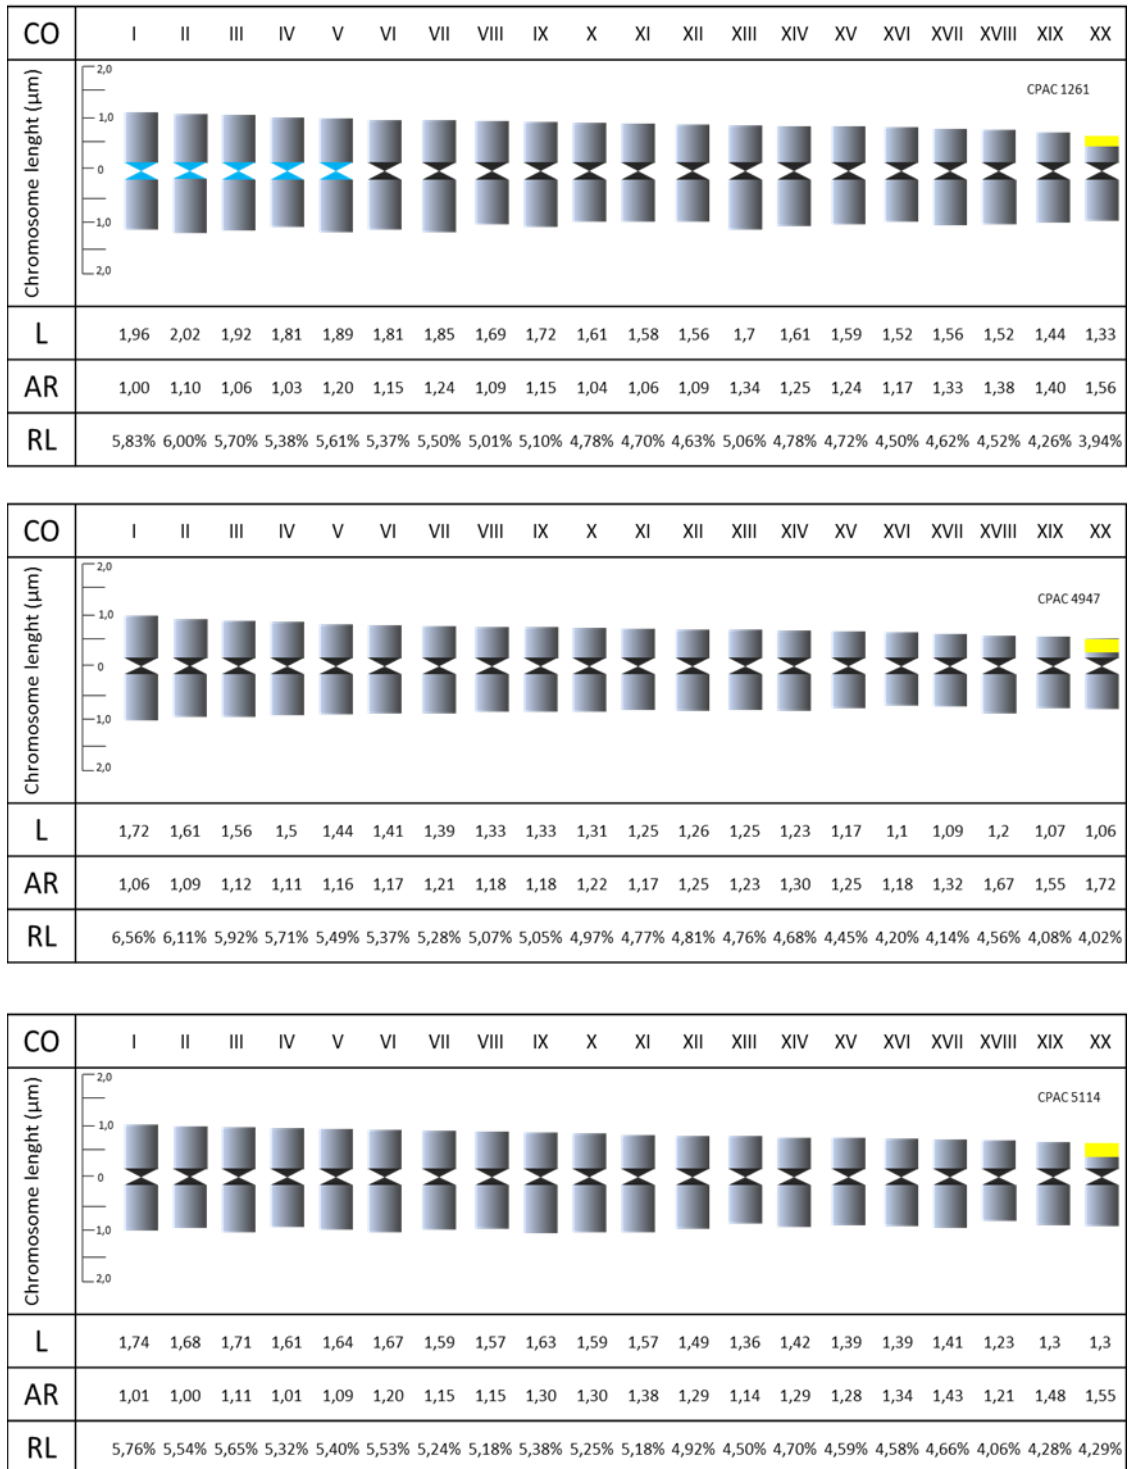 CO I II III IV V VI VII VIII IX X XI XII XIII XIV XV XVI XVII XVIII XIX XX
Chromosome lenght (µm)
2,0
1,0
0
1,0
2,0
CPAC 1261
L 1,96 2,02 1,92 1,81 1,89 1,81 1,85 1,69 1,72 1,61 1,58 1,56 1,7 1,61 1,59 1,52 1,56 1,52 1,44 1,33
AR 1,00 1,10 1,06 1,03 1,20 1,15 1,24 1,09 1,15 1,04 1,06 1,09 1,34 1,25 1,24 1,17 1,33 1,38 1,40 1,56
RL 5,83% 6,00% 5,70% 5,38% 5,61% 5,37% 5,50% 5,01% 5,10% 4,78% 4,70% 4,63% 5,06% 4,78% 4,72% 4,50% 4,62% 4,52% 4,26% 3,94%
CO I II III IV V VI VII VIII IX X XI XII XIII XIV XV XVI XVII XVIII XIX XX
Chromosome lenght (µm)
2,0
1,0
0
1,0
2,0
CPAC 4947
L 1,72 1,61 1,56 1,5 1,44 1,41 1,39 1,33 1,33 1,31 1,25 1,26 1,25 1,23 1,17 1,1 1,09 1,2 1,07 1,06
AR 1,06 1,09 1,12 1,11 1,16 1,17 1,21 1,18 1,18 1,22 1,17 1,25 1,23 1,30 1,25 1,18 1,32 1,67 1,55 1,72
RL 6,56% 6,11% 5,92% 5,71% 5,49% 5,37% 5,28% 5,07% 5,05% 4,97% 4,77% 4,81% 4,76% 4,68% 4,45% 4,20% 4,14% 4,56% 4,08% 4,02%
CO I II III IV V VI VII VIII IX X XI XII XIII XIV XV XVI XVII XVIII XIX XX
Chromosome lenght (µm)
2,0
1,0
0
1,0
2,0
CPAC 5114
L 1,74 1,68 1,71 1,61 1,64 1,67 1,59 1,57 1,63 1,59 1,57 1,49 1,36 1,42 1,39 1,39 1,41 1,23 1,3 1,3
AR 1,01 1,00 1,11 1,01 1,09 1,20 1,15 1,15 1,30 1,30 1,38 1,29 1,14 1,29 1,28 1,34 1,43 1,21 1,48 1,55
RL 5,76% 5,54% 5,65% 5,32% 5,40% 5,53% 5,24% 5,18% 5,38% 5,25% 5,18% 4,92% 4,50% 4,70% 4,59% 4,58% 4,66% 4,06% 4,28% 4,29%